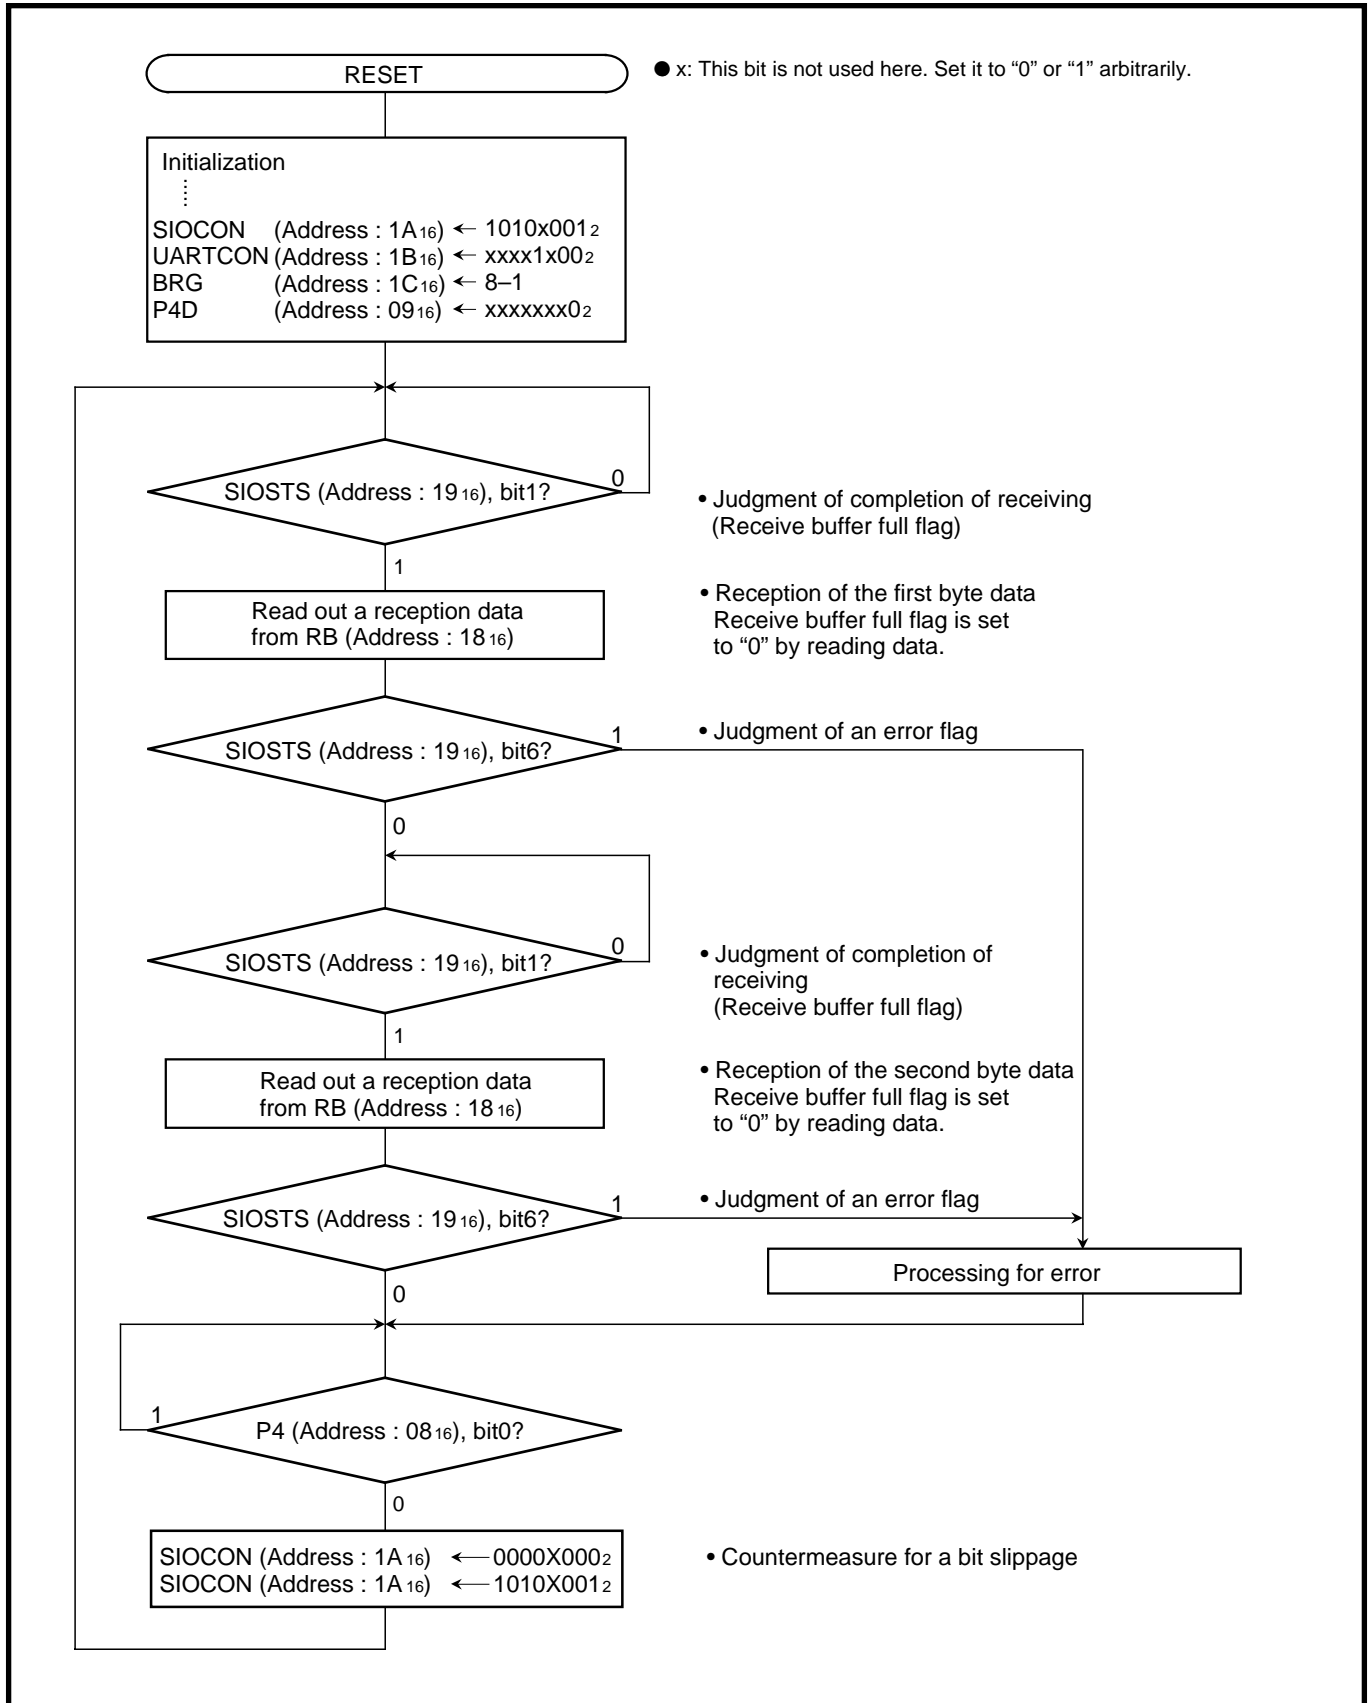 RESET
● x: This bit is not used here. Set it to “0” or “1” arbitrarily.
Initialization
SIOCON (Address : 1A16) ← 1010x0012
UARTCON (Address : 1B16) ← xxxx1x002
BRG (Address : 1C16) ← 8–1
P4D (Address : 0916) ← xxxxxxx02
SIOSTS (Address : 1916), bit1?
0
• Judgment of completion of receiving
(Receive buffer full flag)
1
Read out a reception data
from RB (Address : 1816)
• Reception of the first byte data
Receive buffer full flag is set
to “0” by reading data.
SIOSTS (Address : 1916), bit6?
1
• Judgment of an error flag
0
SIOSTS (Address : 1916), bit1?
0
• Judgment of completion of
receiving
(Receive buffer full flag)
1
Read out a reception data
from RB (Address : 1816)
• Reception of the second byte data
Receive buffer full flag is set
to “0” by reading data.
SIOSTS (Address : 1916), bit6?
1
• Judgment of an error flag
Processing for error
0
1
P4 (Address : 0816), bit0?
0
SIOCON (Address : 1A16) ← 0000X0002
SIOCON (Address : 1A16) ← 1010X0012
• Countermeasure for a bit slippage